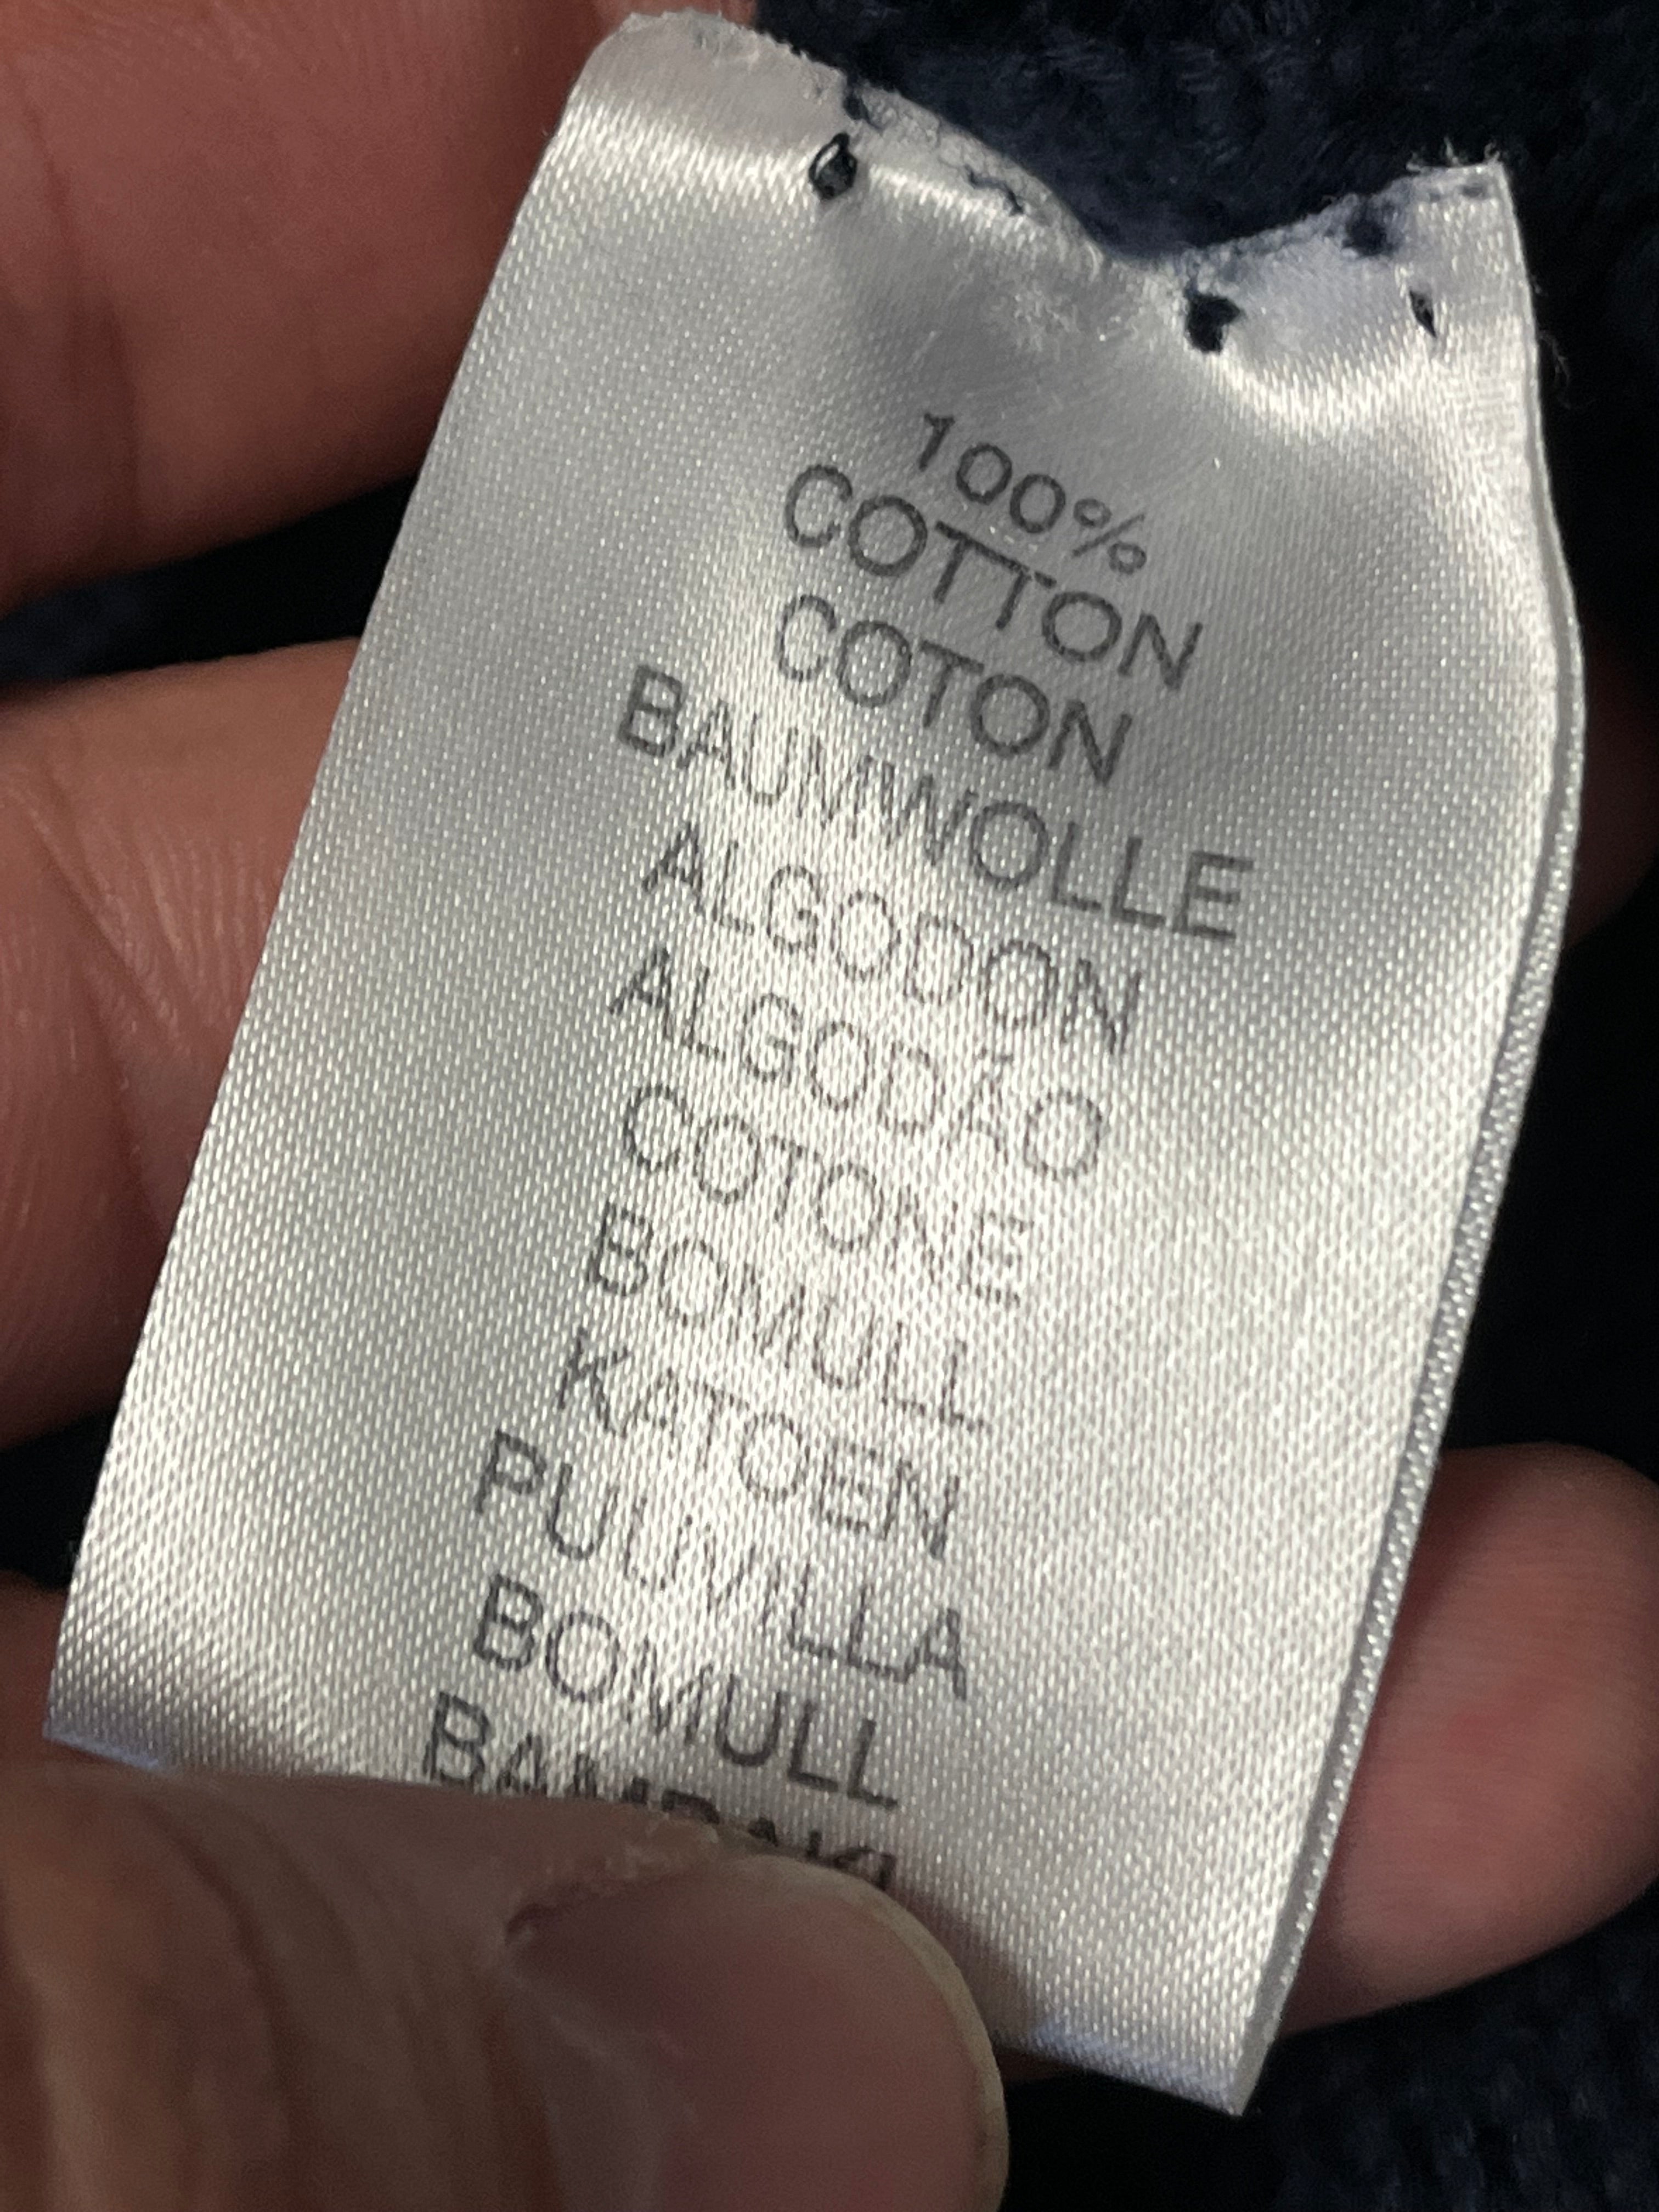 100%
COTTON
COTON
BAUMWOLLE
ALGODON
ALGODÃO
COTONE
BOMULL
KATOEN
PUUVILLA
BOMULL